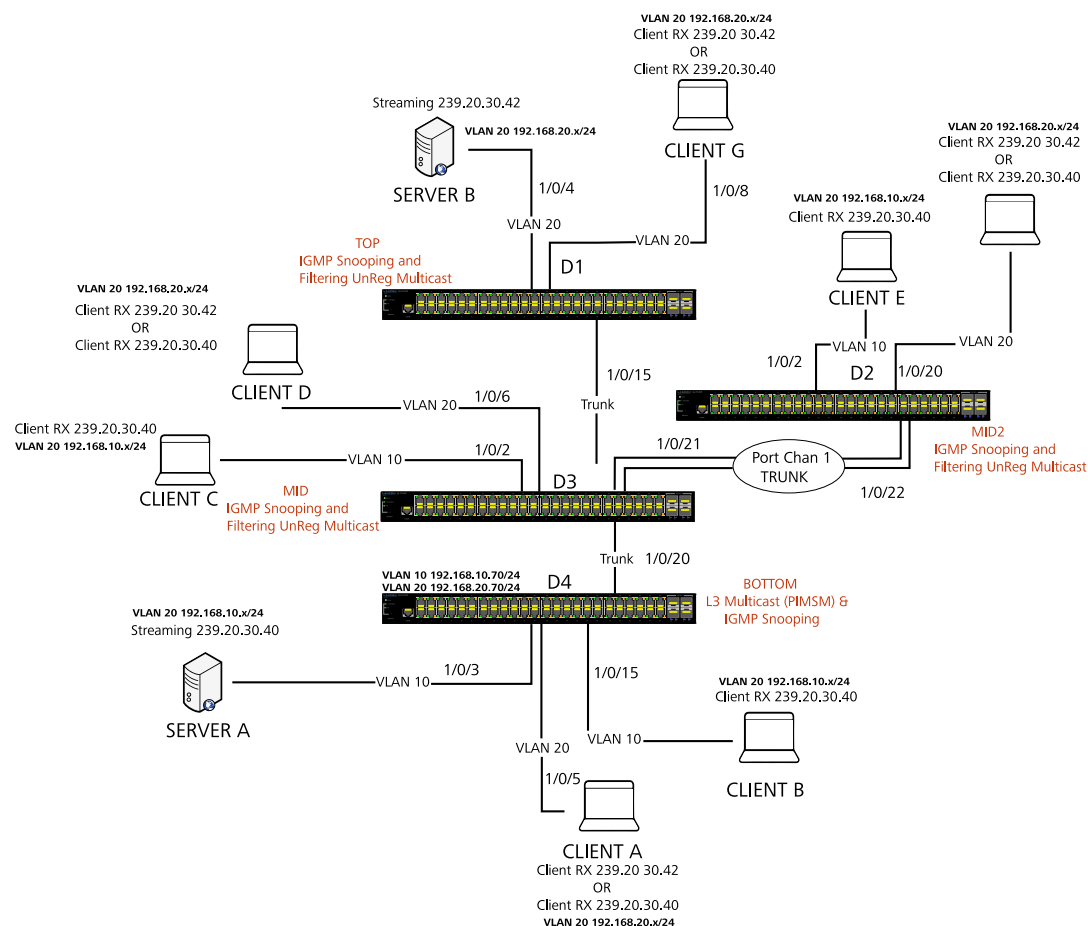 VLAN 20 192.168.20.x/24
Client RX 239.20 30.42
OR
Client RX 239.20.30.40
CLIENT G
1/0/8
VLAN 20
Streaming 239.20.30.42
VLAN 20 192.168.20.x/24
SERVER B
1/0/4
VLAN 20
VLAN 20 192.168.20.x/24
Client RX 239.20 30.42
OR
Client RX 239.20.30.40
VLAN 20
1/0/20
VLAN 20 192.168.10.x/24
Client RX 239.20.30.40
CLIENT E
VLAN 10
1/0/2
D2
MID2
IGMP Snooping and
Filtering UnReg Multicast
TOP
IGMP Snooping and
Filtering UnReg Multicast
D1
1/0/15
Trunk
VLAN 20 192.168.20.x/24
Client RX 239.20 30.42
OR
Client RX 239.20.30.40
CLIENT D
VLAN 20
1/0/6
Client RX 239.20.30.40
VLAN 20 192.168.10.x/24
CLIENT C
VLAN 10
1/0/2
1/0/21
Port Chan 1
TRUNK
1/0/22
MID
IGMP Snooping and
Filtering UnReg Multicast
D3
Trunk
1/0/20
VLAN 10 192.168.10.70/24
VLAN 20 192.168.20.70/24
D4
BOTTOM
L3 Multicast (PIMSM) &
IGMP Snooping
VLAN 20 192.168.10.x/24
Streaming 239.20.30.40
SERVER A
VLAN 10
1/0/3
1/0/15
VLAN 10
VLAN 20 192.168.10.x/24
Client RX 239.20.30.40
CLIENT B
VLAN 20
1/0/5
CLIENT A
Client RX 239.20 30.42
OR
Client RX 239.20.30.40
VLAN 20 192.168.20.x/24